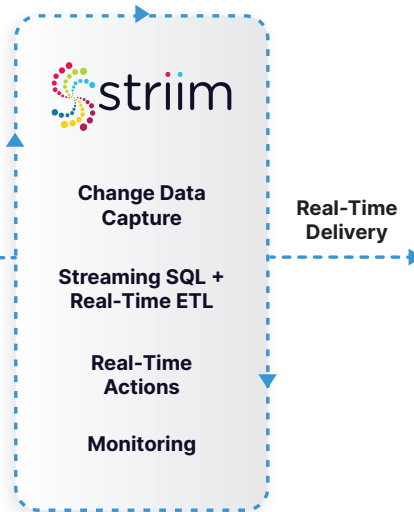 striim
Change Data
Capture
Real-Time
Delivery
Streaming SQL +
Real-Time ETL
Real-Time
Actions
Monitoring